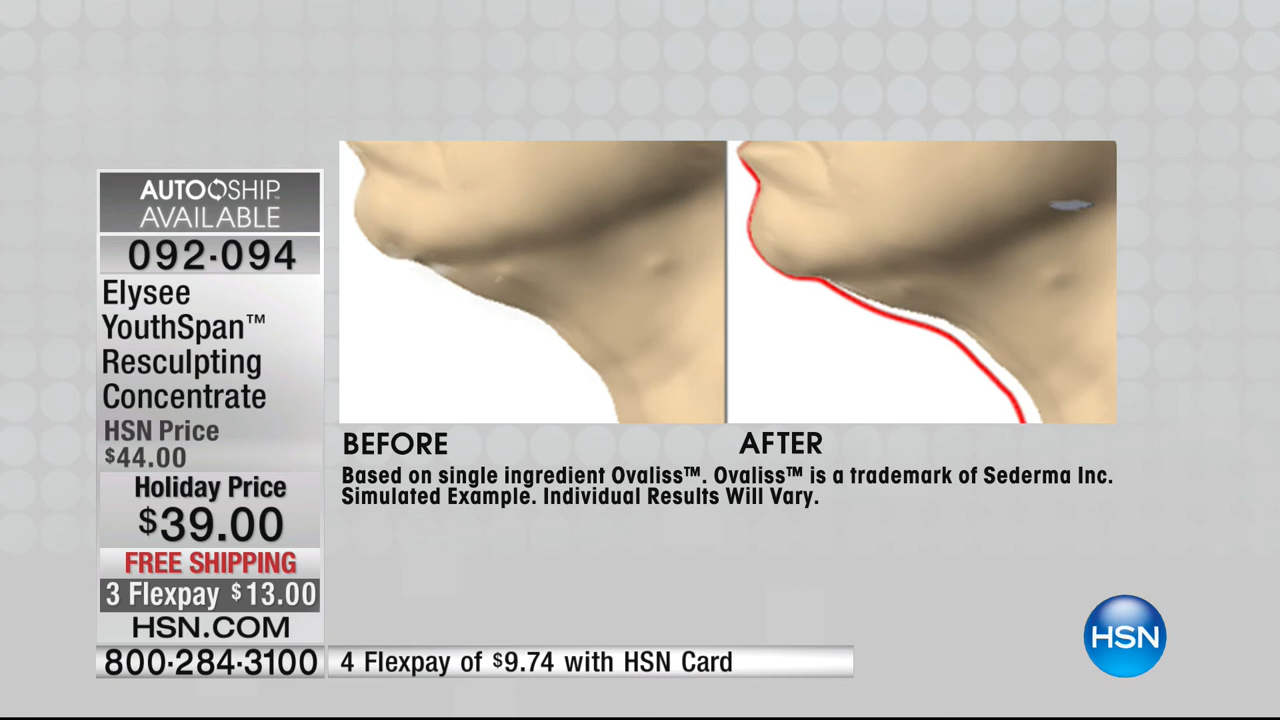 AUTO SHIP™
AVAILABLE
092·094
Elysee
YouthSpan™
Resculpting
Concentrate
HSN Price
$44.00
Holiday Price
$39.00
FREE SHIPPING
3 Flexpay $13.00
HSN.COM
800·284·3100
BEFORE
AFTER
Based on single ingredient Ovaliss™. Ovaliss™ is a trademark of Sederma Inc.
Simulated Example. Individual Results Will Vary.
4 Flexpay of $9.74 with HSN Card
HSN